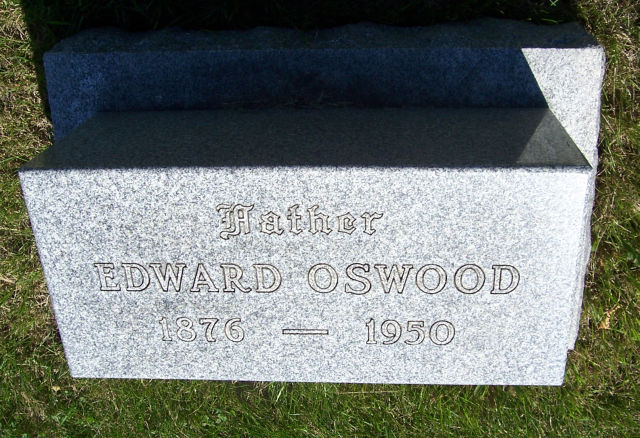 Father
EDWARD OSWOOD
1876 — 1950